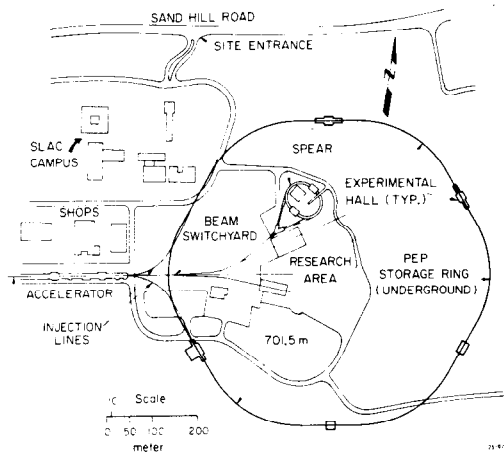 SAND HILL ROAD
SITE ENTRANCE
SLAC
CAMPUS
SPEAR
EXPERIMENTAL
HALL (TYP.)
SHOPS
BEAM
SWITCHYARD
RESEARCH
AREA
PEP
STORAGE RING
(UNDERGROUND)
ACCELERATOR
INJECTION
LINES
701.5 m
Scale
0 50 100 200
meter